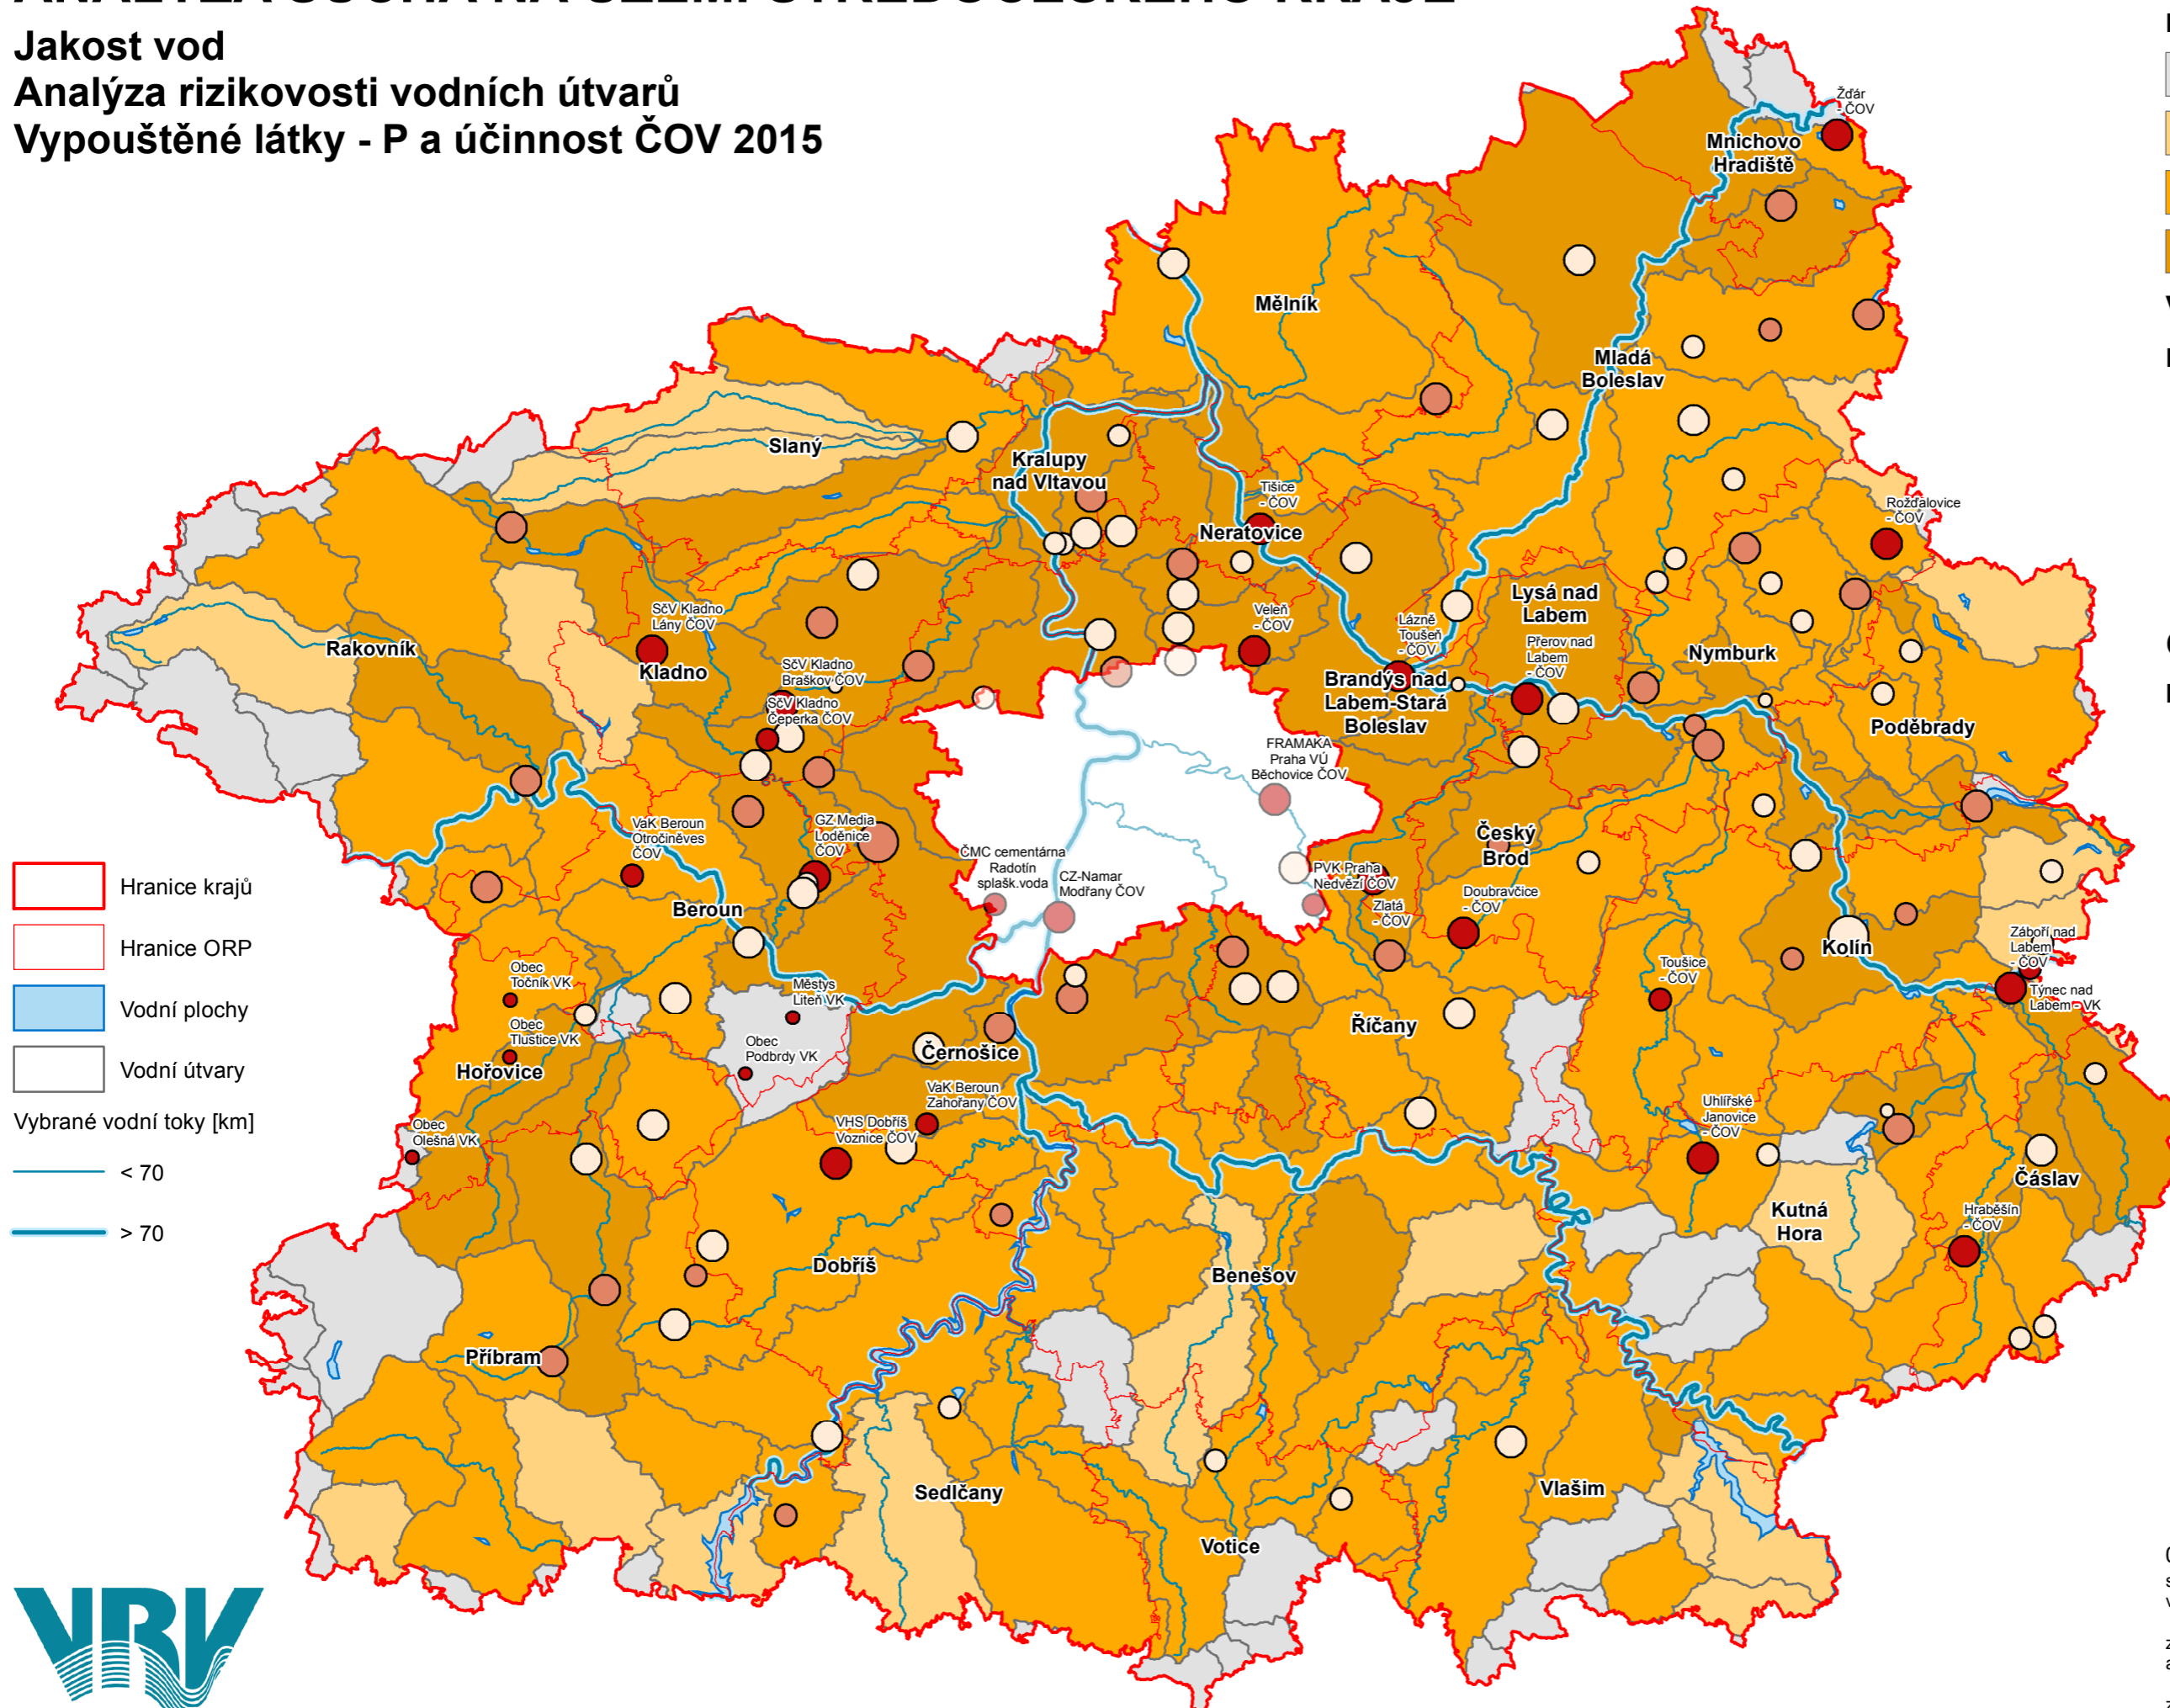 ANALÝZA SUCHA NA ÚZEMÍ STŘEDOČESKÉHO KRAJE
Jakost vod
Analýza rizikovosti vodních útvarů
Vypouštěné látky - P a účinnost ČOV 2015
Žďár
- ČOV
Mnichovo
Hradiště
Mělník
Mladá
Boleslav
Slaný
Kralupy
nad Vltavou
Tišice
- ČOV
Neratovice
Rožďalovice
- ČOV
Lysá nad
Labem
SčV Kladno
Lány ČOV
Veleň
- ČOV
Lázně
Toušeň
- ČOV
Přerov nad
Labem
- ČOV
Rakovník
Kladno
SčV Kladno
Braškov ČOV
Nymburk
Brandýs nad
Labem-Stará
Boleslav
SčV Kladno
Čeperka ČOV
Poděbrady
FRAMAKA
Praha VÚ
Běchovice ČOV
VaK Beroun
Otročiněves
ČOV
GZ Media
Loděnice
ČOV
Český
Brod
ČMC cementárna
Radotín
splašk.voda
CZ-Namar
Modřany ČOV
PVK Praha
Nedvězí ČOV
Zlatá
- ČOV
Doubravčice
- ČOV
Hranice krajů
Beroun
Hranice ORP
Kolín
Záboří nad
Labem
- ČOV
Obec
Točník VK
Městys
Liteň VK
Toušice
- ČOV
Týnec nad
Labem - VK
Vodní plochy
Obec
Tlustice VK
Obec
Podbrdy VK
Říčany
Černošice
Vodní útvary
Hořovice
VaK Beroun
Zahořany ČOV
Vybrané vodní toky [km]
Obec
Olešná VK
VHS Dobříš
Voznice ČOV
Uhlířské
Janovice
- ČOV
< 70
Čáslav
Kutná
Hora
Hraběšín
- ČOV
> 70
Dobříš
Benešov
Příbram
Sedlčany
Vlašim
Votice
VRV